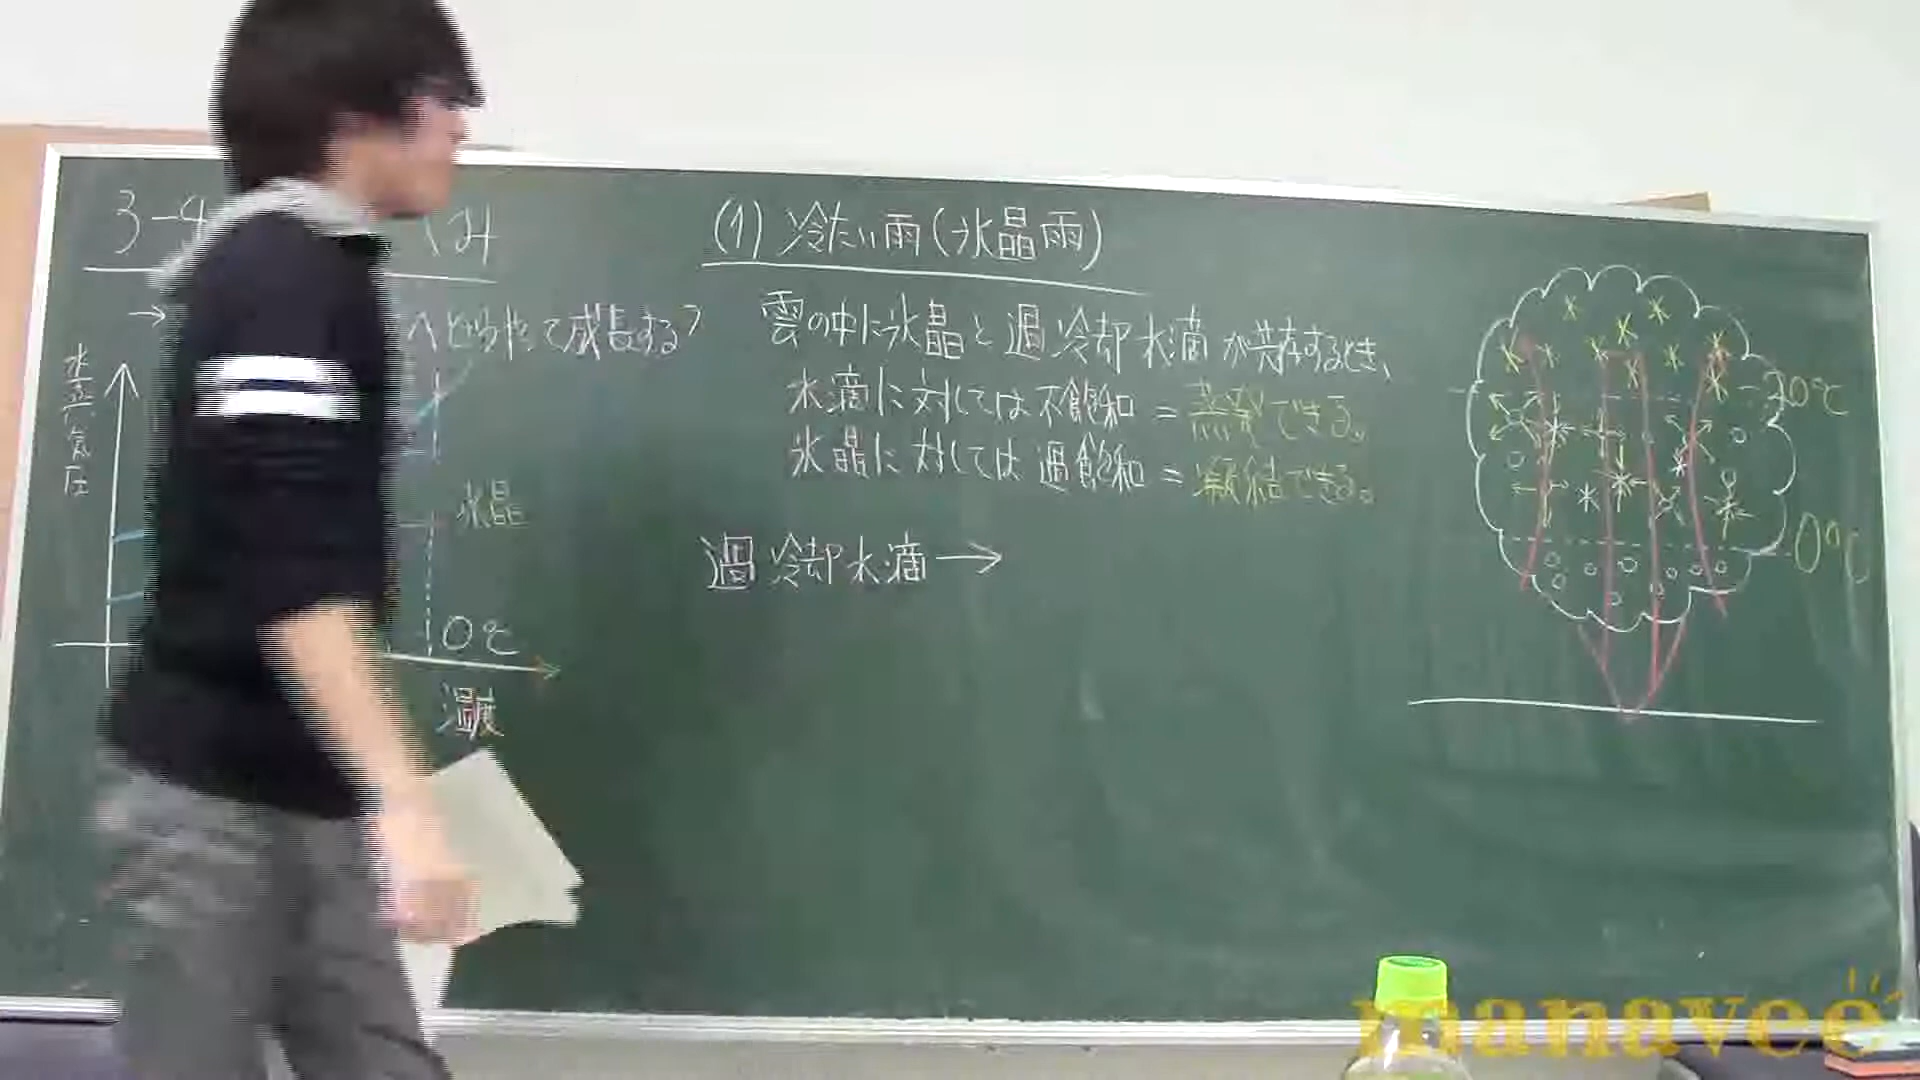 3-4
→
へどうやって成長する?
水蒸気圧
氷晶
0℃
温度
(1) 冷たい雨(氷晶雨)
雲の中に氷晶と過冷却水滴が共存するとき、
水滴に対しては不飽和 = 蒸発できる。
氷晶に対しては過飽和 = 凝結できる。
過冷却水滴→
-30℃
0℃
manavee